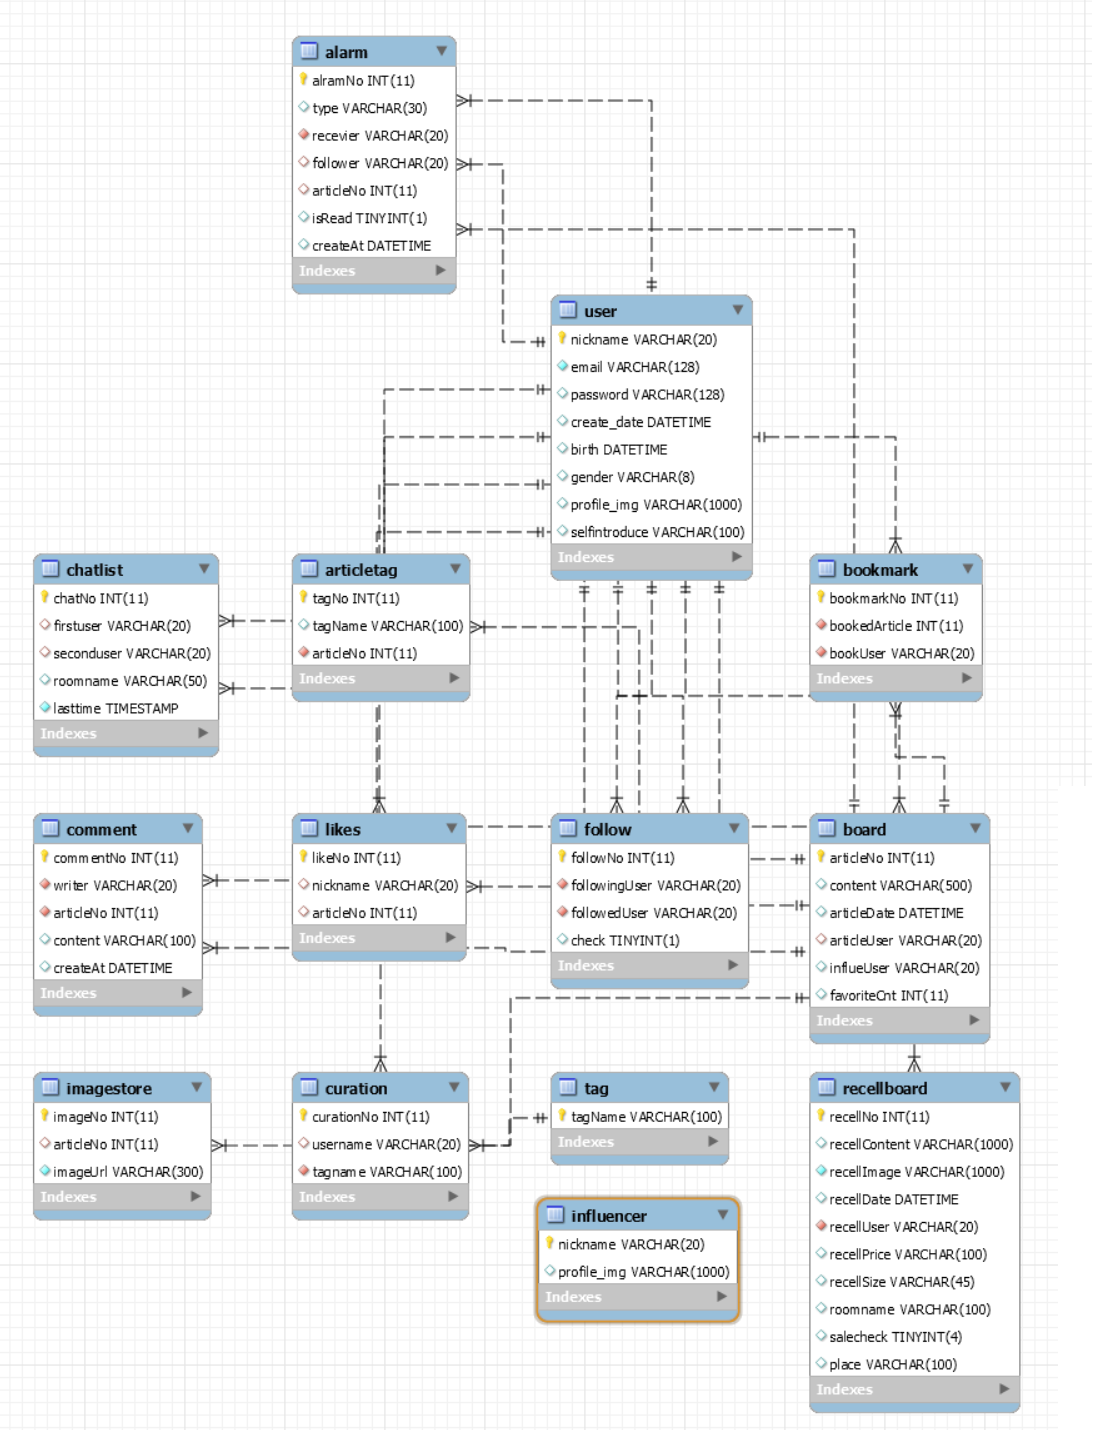 alarm
alramNo INT(11)
type VARCHAR(30)
recevier VARCHAR(20)
follower VARCHAR(20)
articleNo INT(11)
isRead TINYINT(1)
createAt DATETIME
Indexes
user
nickname VARCHAR(20)
email VARCHAR(128)
password VARCHAR(128)
create_date DATETIME
birth DATETIME
gender VARCHAR(8)
profile_img VARCHAR(1000)
selfintroduce VARCHAR(100)
Indexes
chatlist
chatNo INT(11)
firstuser VARCHAR(20)
seconduser VARCHAR(20)
roomname VARCHAR(50)
lasttime TIMESTAMP
Indexes
articletag
tagNo INT(11)
tagName VARCHAR(100)
articleNo INT(11)
Indexes
bookmark
bookmarkNo INT(11)
bookedArticle INT(11)
bookUser VARCHAR(20)
Indexes
comment
commentNo INT(11)
writer VARCHAR(20)
articleNo INT(11)
content VARCHAR(100)
createAt DATETIME
Indexes
likes
likeNo INT(11)
nickname VARCHAR(20)
articleNo INT(11)
Indexes
follow
followNo INT(11)
followingUser VARCHAR(20)
followedUser VARCHAR(20)
check TINYINT(1)
Indexes
board
articleNo INT(11)
content VARCHAR(500)
articleDate DATETIME
articleUser VARCHAR(20)
influeUser VARCHAR(20)
favoriteCnt INT(11)
Indexes
imagestore
imageNo INT(11)
articleNo INT(11)
imageUrl VARCHAR(300)
Indexes
curation
curationNo INT(11)
username VARCHAR(20)
tagname VARCHAR(100)
Indexes
tag
tagName VARCHAR(100)
Indexes
influencer
nickname VARCHAR(20)
profile_img VARCHAR(1000)
Indexes
recellboard
recellNo INT(11)
recellContent VARCHAR(1000)
recellImage VARCHAR(1000)
recellDate DATETIME
recellUser VARCHAR(20)
recellPrice VARCHAR(100)
recellSize VARCHAR(45)
roomname VARCHAR(100)
salecheck TINYINT(4)
place VARCHAR(100)
Indexes